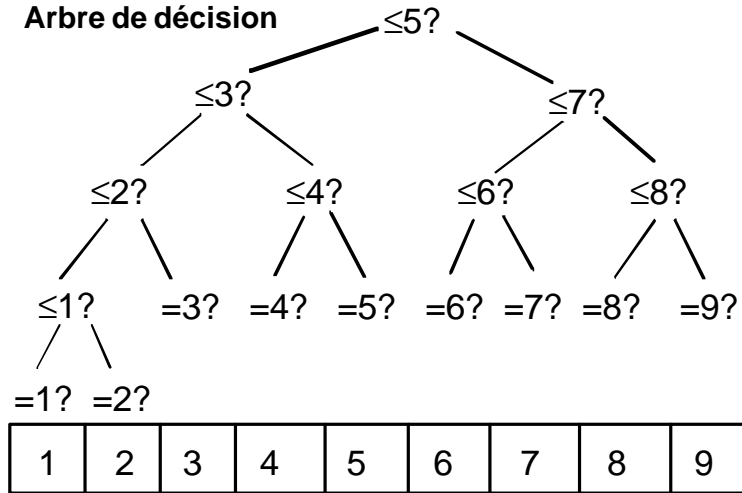 Arbre de décision
≤5?
≤3? ≤7?
≤2? ≤4? ≤6? ≤8?
≤1? =3? =4? =5? =6? =7? =8? =9?
=1? =2?
1 2 3 4 5 6 7 8 9